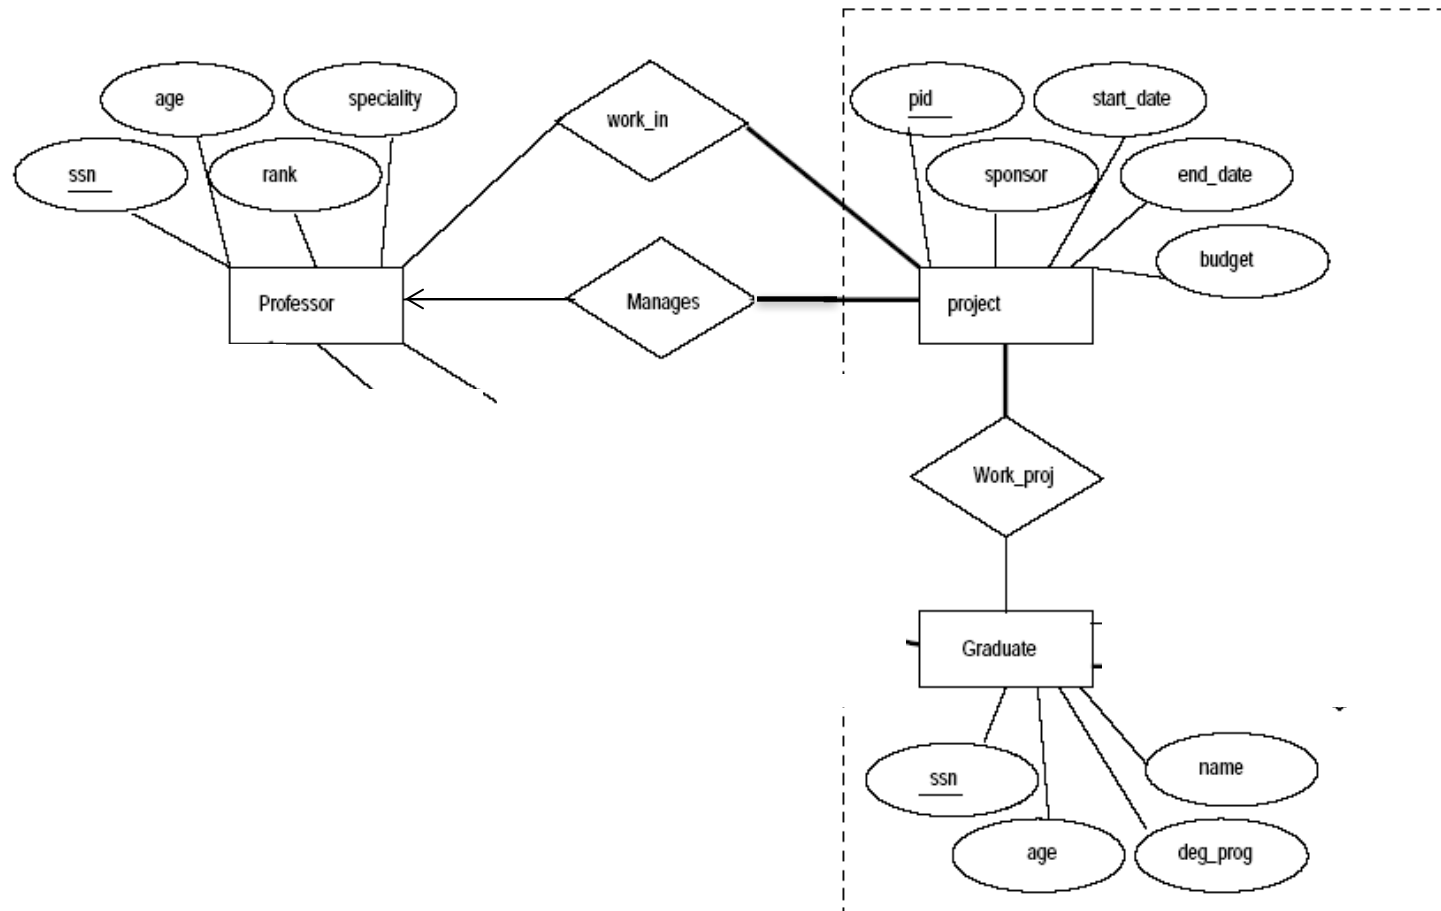 age
speciality
work_in
pid
start_date
ssn
rank
sponsor
end_date
budget
Professor
Manages
project
Work_proj
Graduate
ssn
name
age
deg_prog